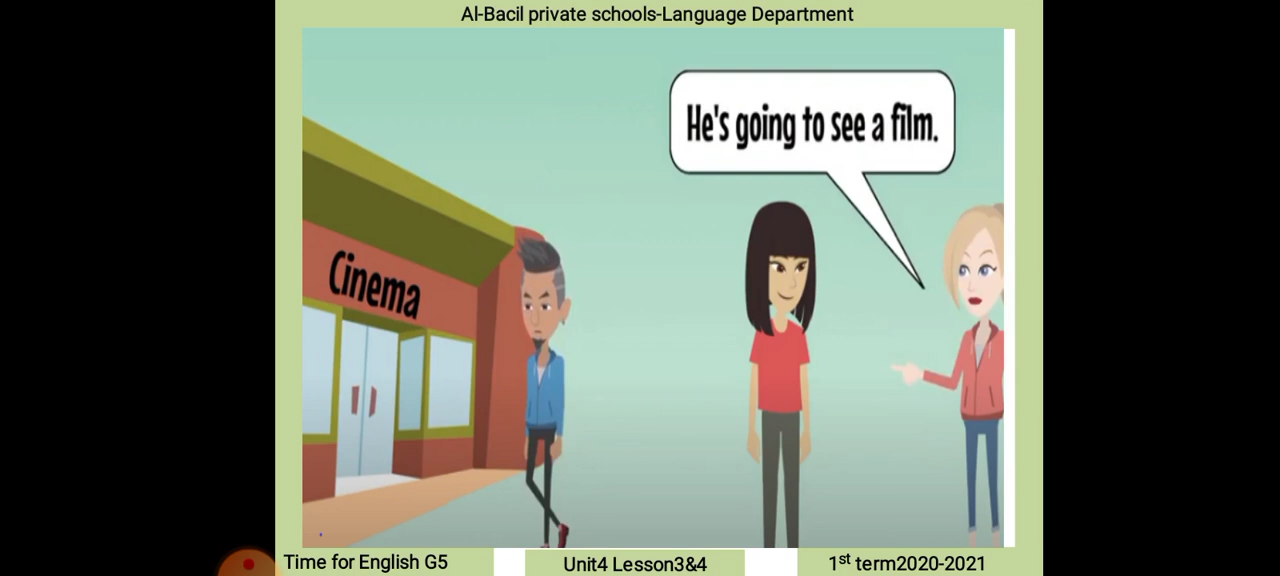 Al-Bacil private schools-Language Department
He's going to see a film.
Cinema
Time for English G5
Unit4 Lesson3&4
1st term2020-2021